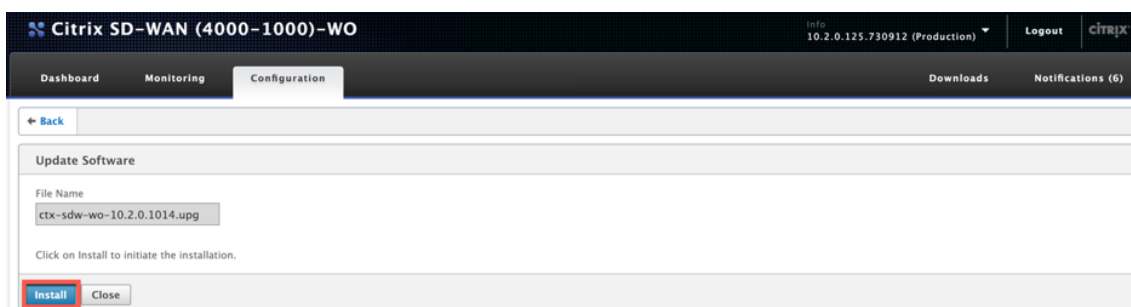 Citrix SD-WAN (4000-1000)-WO
Info
10.2.0.125.730912 (Production)
Logout
CİTRIX
Dashboard Monitoring Configuration Downloads Notifications (6)
Back
Update Software
File Name
ctx-sdw-wo-10.2.0.1014.upg
Click on Install to initiate the installation.
Install Close